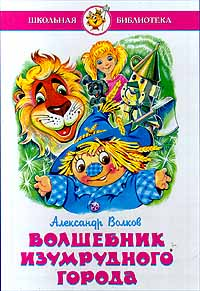 ШКОЛЬНАЯ БИБЛИОТЕКА
Александр Волков
ВОЛШЕБНИК
ИЗУМРУДНОГО
ГОРОДА